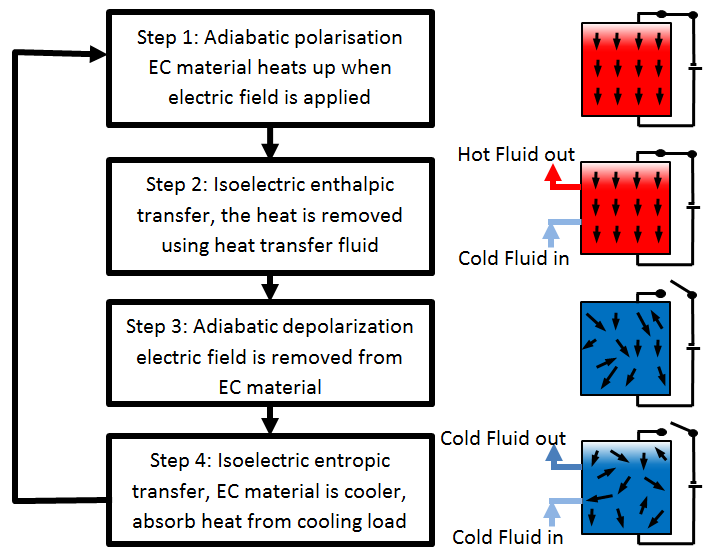 Step 1: Adiabatic polarisation
EC material heats up when
electric field is applied
Hot Fluid out
Step 2: Isoelectric enthalpic
transfer, the heat is removed
using heat transfer fluid
Cold Fluid in
Step 3: Adiabatic depolarization
electric field is removed from
EC material
Cold Fluid out
Step 4: Isoelectric entropic
transfer, EC material is cooler,
absorb heat from cooling load
Cold Fluid in